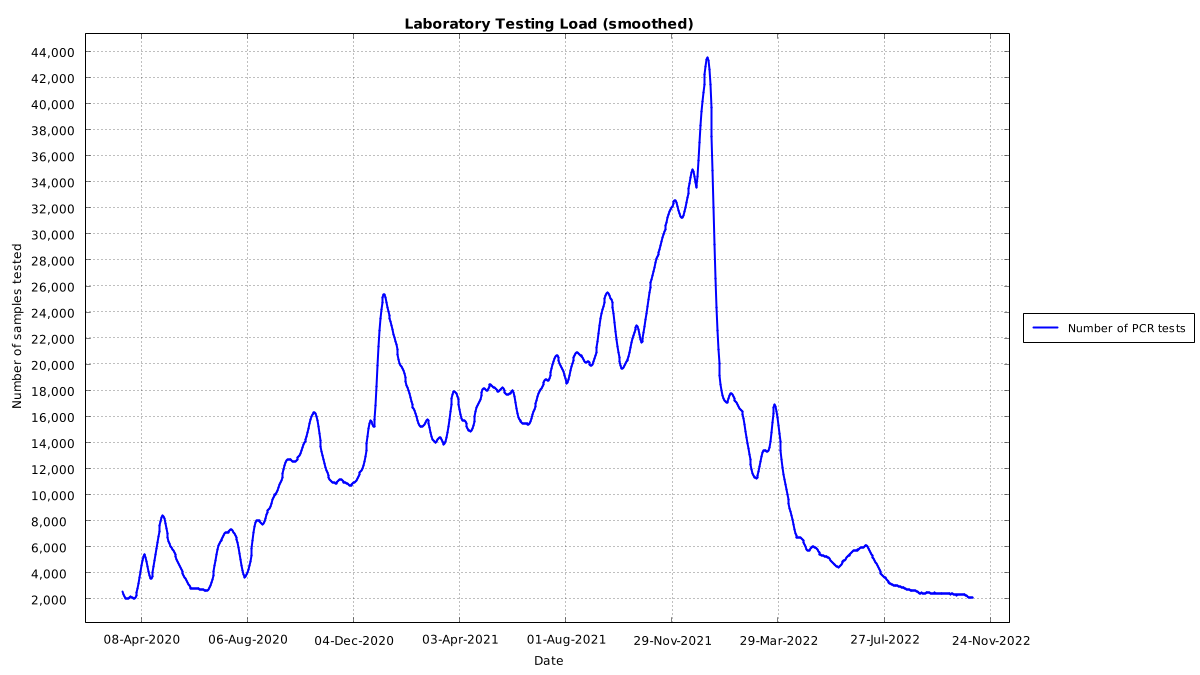 Laboratory Testing Load (smoothed)
44,000
42,000
40,000
38,000
36,000
34,000
32,000
30,000
28,000
26,000
24,000
22,000
20,000
18,000
16,000
14,000
12,000
10,000
8,000
6,000
4,000
2,000
Number of samples tested
08-Apr-2020
06-Aug-2020
04-Dec-2020
03-Apr-2021
01-Aug-2021
29-Nov-2021
29-Mar-2022
27-Jul-2022
24-Nov-2022
Date
Number of PCR tests